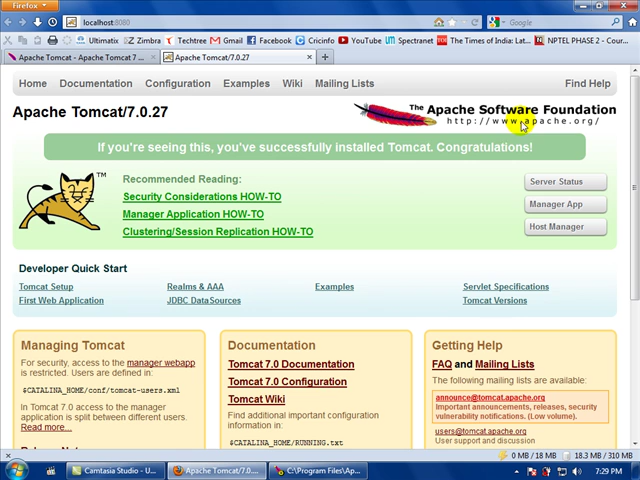 Firefox
localhost:8080
Google
Ultimatix
Zimbra
Techtree
Gmail
Facebook
Cricinfo
YouTube
Spectranet
The Times of India: Lat...
NPTEL PHASE 2 - Cour...
Apache Tomcat - Apache Tomcat 7 ...
Apache Tomcat/7.0.27
Home Documentation Configuration Examples Wiki Mailing Lists Find Help
Apache Tomcat/7.0.27
The Apache Software Foundation
http://www.apache.org/
If you're seeing this, you've successfully installed Tomcat. Congratulations!
TM
Recommended Reading:
Security Considerations HOW-TO
Manager Application HOW-TO
Clustering/Session Replication HOW-TO
Server Status
Manager App
Host Manager
Developer Quick Start
Tomcat Setup
First Web Application
Realms & AAA
JDBC DataSources
Examples
Servlet Specifications
Tomcat Versions
Managing Tomcat
For security, access to the manager webapp
is restricted. Users are defined in:
$CATALINA_HOME/conf/tomcat-users.xml
In Tomcat 7.0 access to the manager
application is split between different users.
Read more...
Documentation
Tomcat 7.0 Documentation
Tomcat 7.0 Configuration
Tomcat Wiki
Find additional important configuration
information in:
$CATALINA_HOME/RUNNING.txt
Getting Help
FAQ and Mailing Lists
The following mailing lists are available:
announce@tomcat.apache.org
Important announcements, releases, security
vulnerability notifications. (Low volume).
users@tomcat.apache.org
User support and discussion
0 MB / 18 MB
18.3 MB / 310 MB
Camtasia Studio - U...
Apache Tomcat/7.0....
C:\Program Files\Ap...
7:29 PM